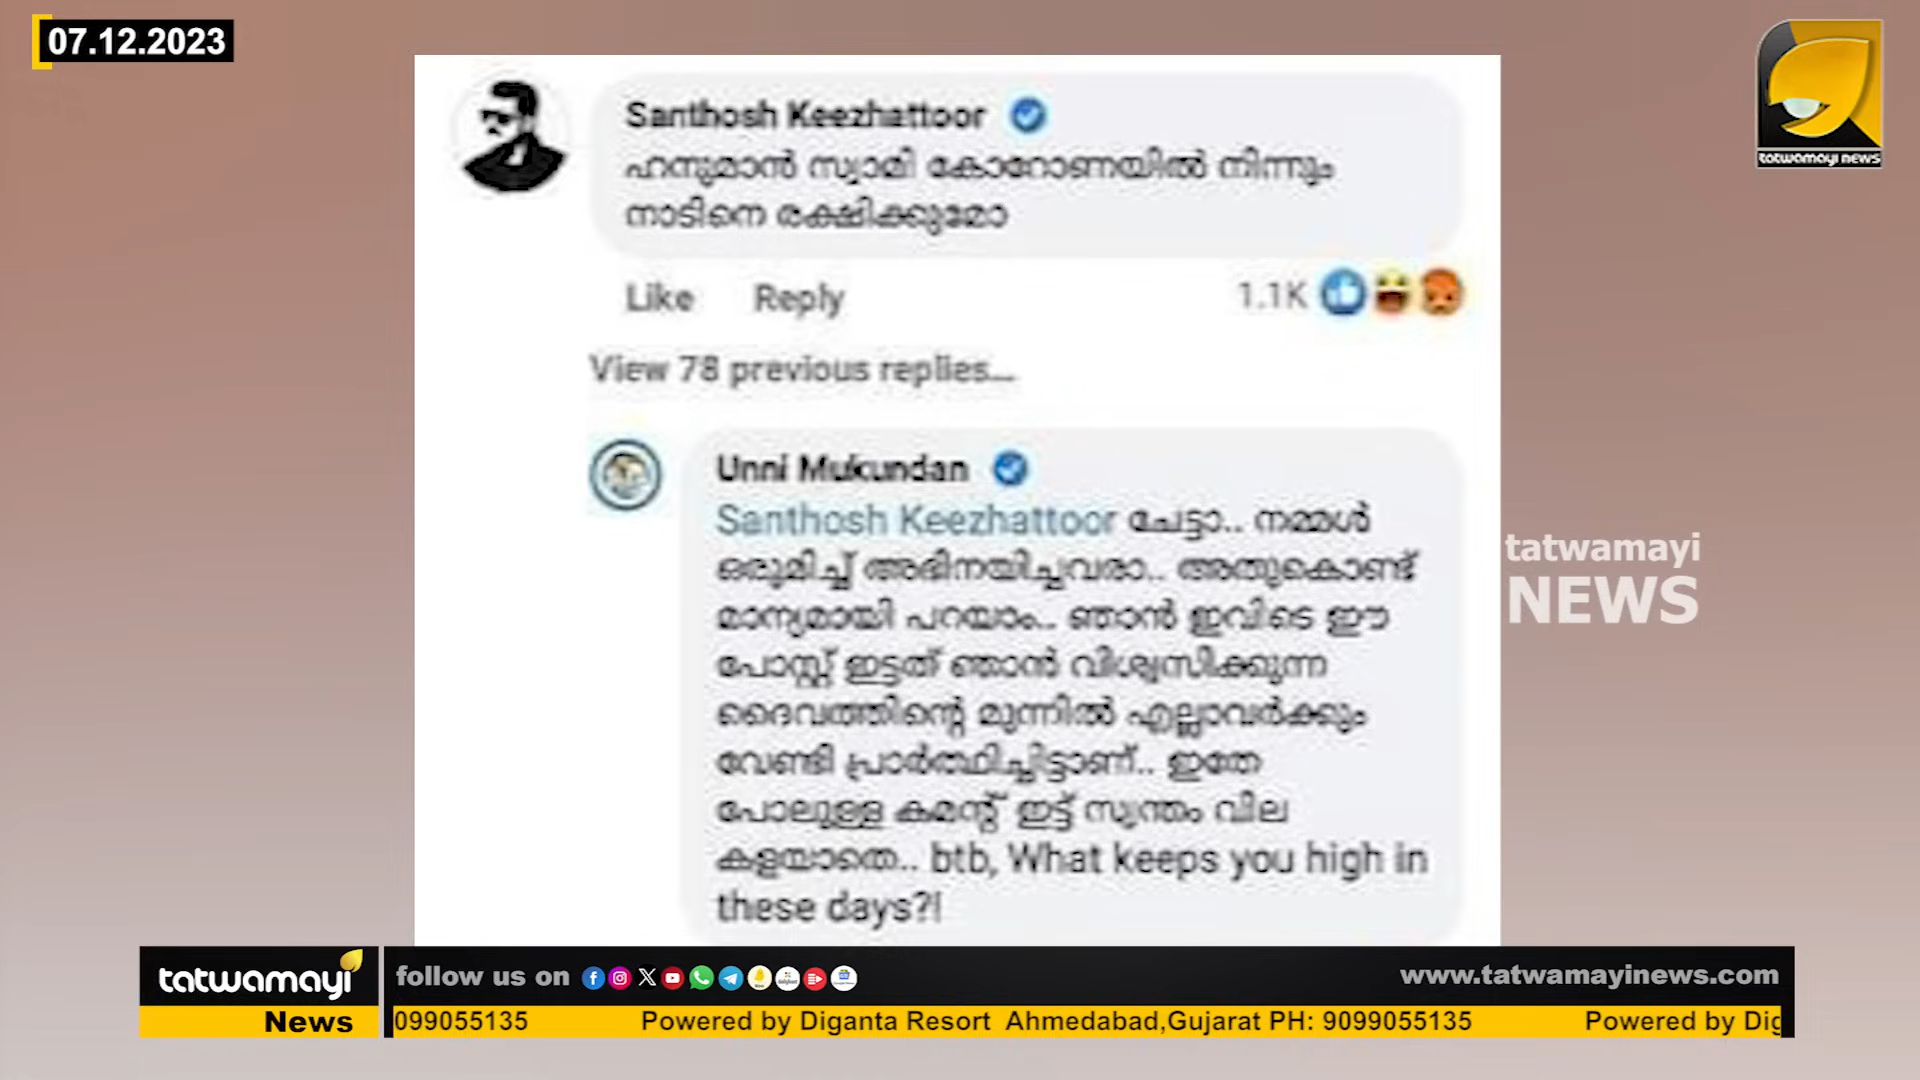 07.12.2023
tatwamayi news
Santhosh Keezhattoor
ഹനുമാൻ സ്വാമി കോറോണയിൽ നിന്നും
നാടിനെ രക്ഷിക്കുമോ
Like Reply 1.1K
View 78 previous replies...
Unni Mukundan
Santhosh Keezhattoor ചേട്ടാ.. നമ്മൾ
ഒരുമിച്ച് അഭിനയിച്ചവരാ.. അതുകൊണ്ട്
മാന്യമായി പറയാം.. ഞാൻ ഇവിടെ ഈ
പോസ്റ്റ് ഇട്ടത് ഞാൻ വിശ്വസിക്കുന്ന
ദൈവത്തിന്റെ മുന്നിൽ എല്ലാവർക്കും
വേണ്ടി പ്രാർത്ഥിച്ചിട്ടാണ്.. ഇതേ
പോലുള്ള കമന്റ് ഇട്ട് സ്വന്തം വില
കളയാതെ.. btb, What keeps you high in
these days?!
tatwamayi
NEWS
tatwamayi
News
follow us on
www.tatwamayinews.com
099055135 Powered by Diganta Resort Ahmedabad,Gujarat PH: 9099055135 Powered by Dig